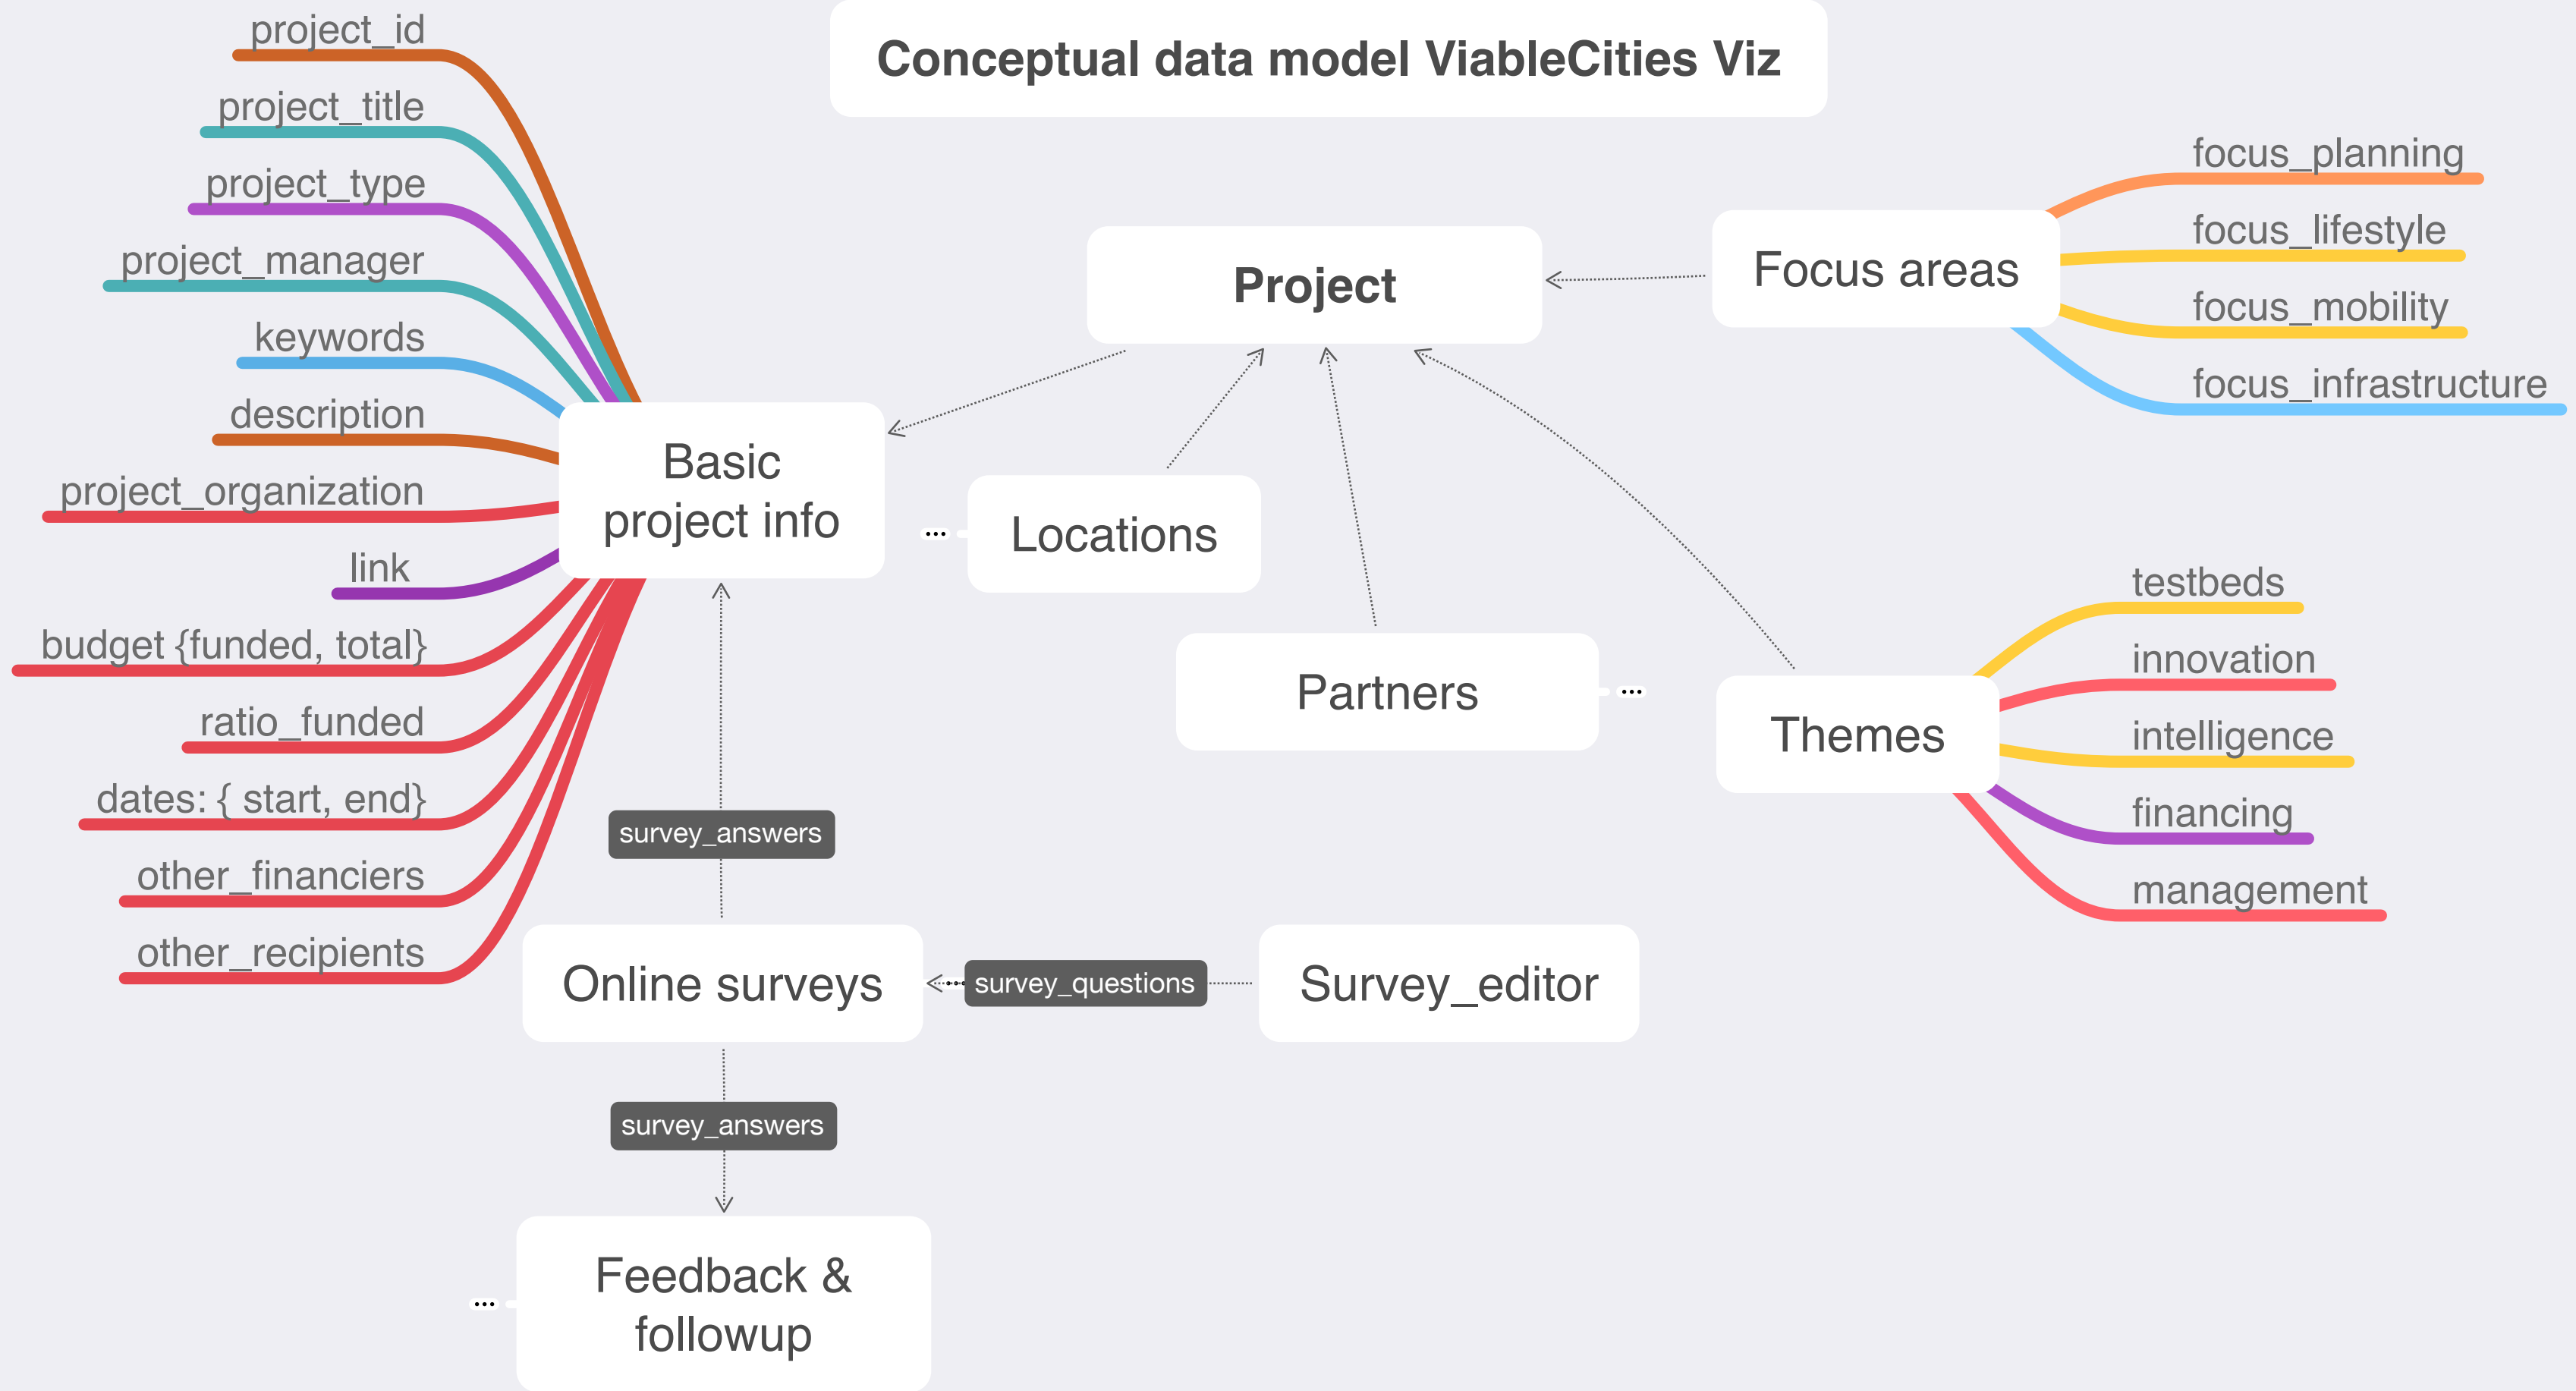 Conceptual data model ViableCities Viz
project_id
project_title
project_type
project_manager
keywords
description
project_organization
link
budget {funded, total}
ratio_funded
dates: { start, end}
other_financiers
other_recipients
Basic
project info
Project
Locations
...
Partners
...
Focus areas
focus_planning
focus_lifestyle
focus_mobility
focus_infrastructure
Themes
testbeds
innovation
intelligence
financing
management
survey_answers
Online surveys
...
survey_questions
Survey_editor
survey_answers
Feedback &
followup
...